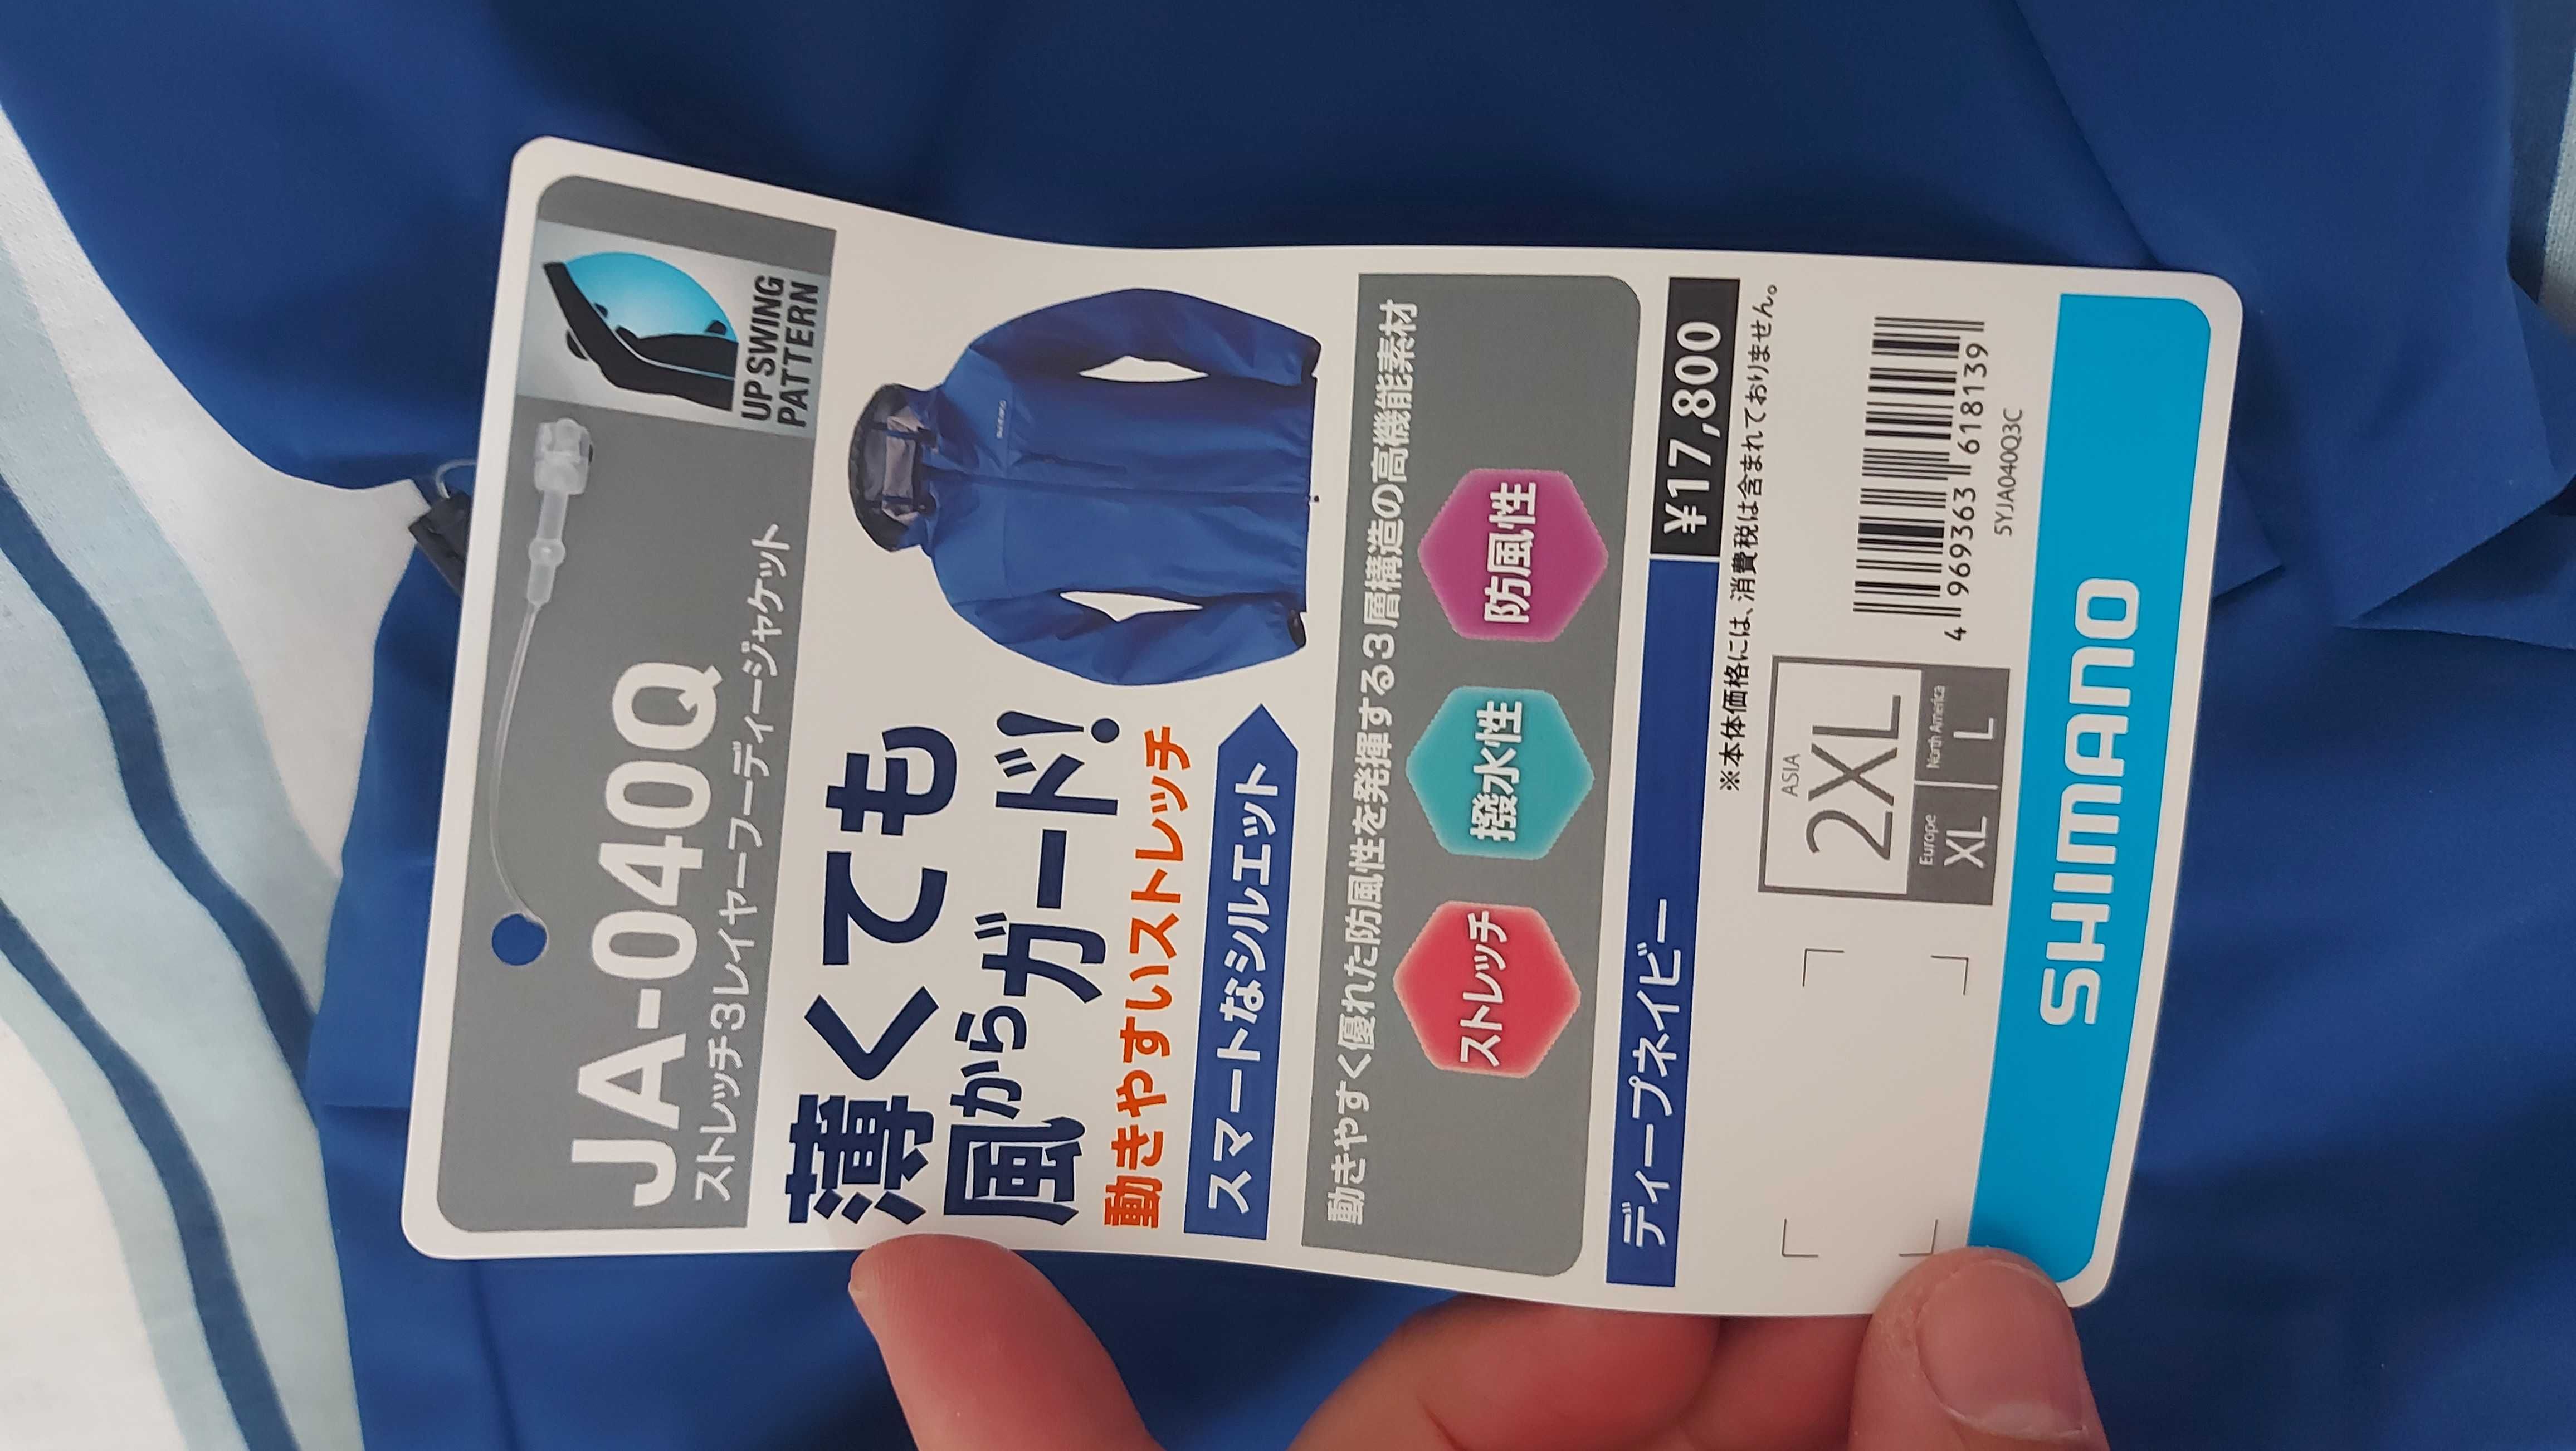 JA-040Q
ストレッチ3レイヤーフーディージャケット
UP SWING
PATTERN
薄くても
風からガード!
動きやすいストレッチ
スマートなシルエット
動きやすく優れた防風性を発揮する3層構造の高機能素材
ストレッチ
撥水性
防風性
ディープネイビー
¥17,800
※本体価格には、消費税は含まれておりません。
ASIA
2XL
Europe
XL
North America
L
4 969363 618139
5YJA040Q3C
SHIMANO